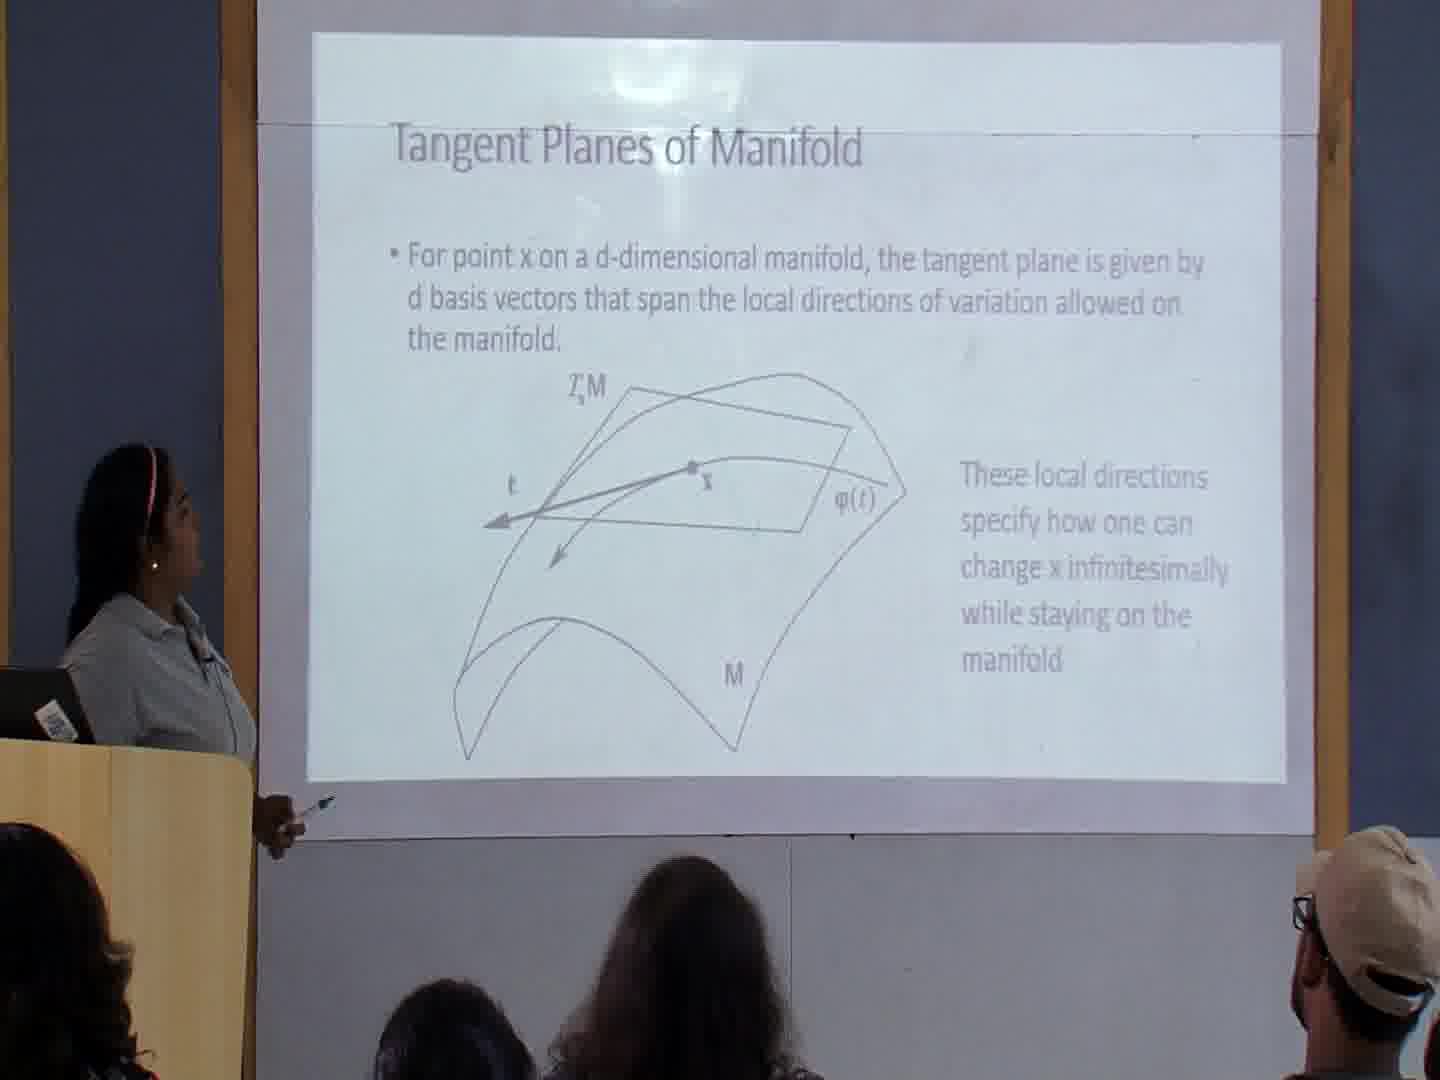 Tangent Planes of Manifold
• For point x on a d-dimensional manifold, the tangent plane is given by
d basis vectors that span the local directions of variation allowed on
the manifold.
TₓM
t
x
φ(t)
M
These local directions
specify how one can
change x infinitesimally
while staying on the
manifold